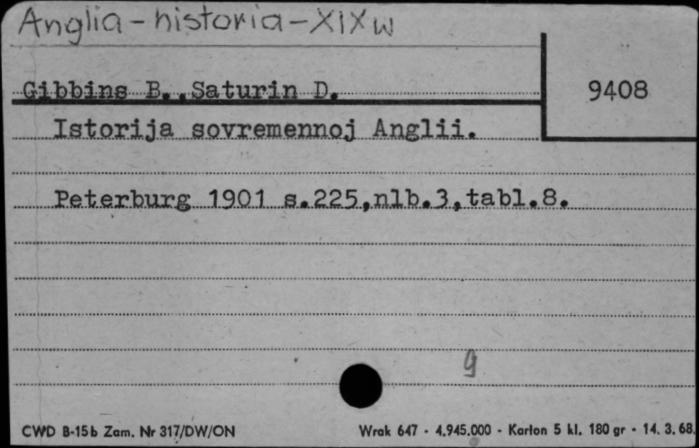 Anglia - historia - XIX w
Gibbins B., Saturin D.
9408
Istorija sovremennoj Anglii.
Peterburg 1901 s.225,nlb.3,tabl.8.
9
CWD B-15b Zam. Nr 317/DW/ON
Wrak 647 - 4.945.000 - Karton 5 kl. 180 gr - 14. 3. 68